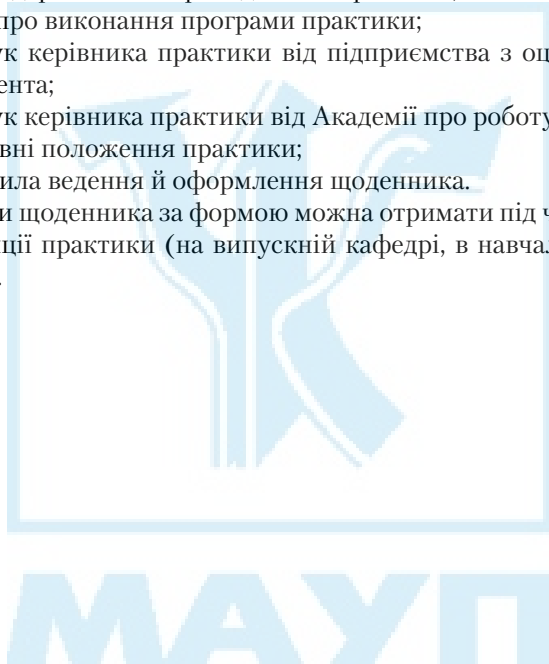 про виконання програми практики;
ук керівника практики від підприємства з оц
ента;
ук керівника практики від Академії про роботу
вні положення практики;
ила ведення й оформлення щоденника.
и щоденника за формою можна отримати під ч
ції практики (на випускній кафедрі, в навчал
МАУП